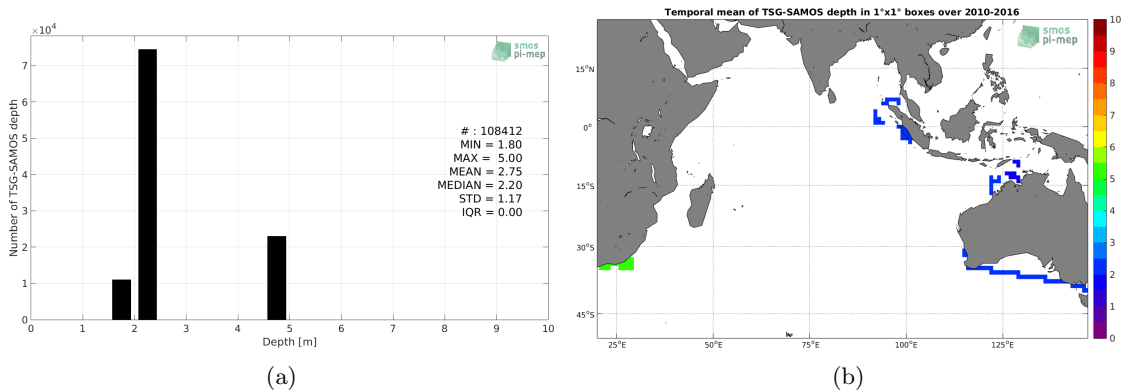 ×10⁴
smos
pi-mep
7
6
5
4
3
2
1
0
Number of TSG-SAMOS depth
# : 108412
MIN = 1.80
MAX = 5.00
MEAN = 2.75
MEDIAN = 2.20
STD = 1.17
IQR = 0.00
0 1 2 3 4 5 6 7 8 9 10
Depth [m]
(a)
Temporal mean of TSG-SAMOS depth in 1°x1° boxes over 2010-2016
smos
pi-mep
15°N
0°
15°S
30°S
45°S
25°E 50°E 75°E 100°E 125°E
10
9
8
7
6
5
4
3
2
1
0
(b)